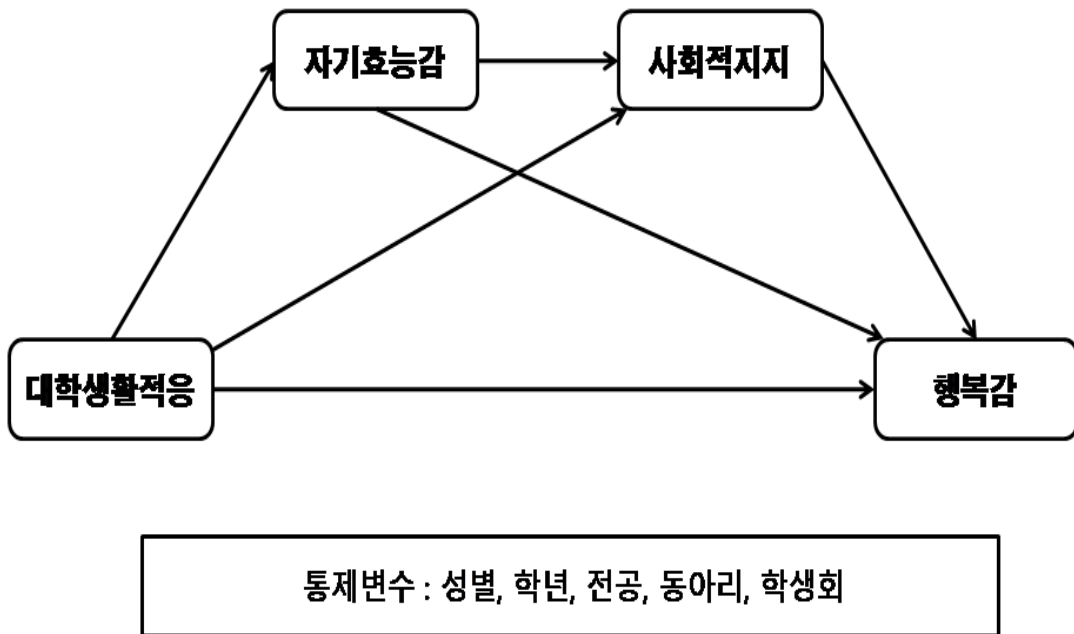 자기효능감
사회적지지
대학생활적응
행복감
통제변수 : 성별, 학년, 전공, 동아리, 학생회